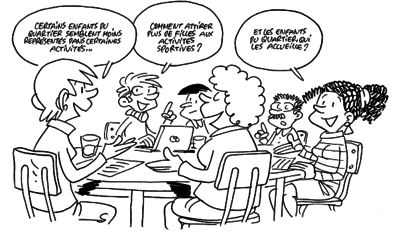 CERTAINS ENFANTS DU
QUARTIER SEMBLENT MOINS
REPRÉSENTÉS DANS CERTAINES
ACTIVITÉS...
COMMENT ATTIRER
PLUS DE FILLES AUX
ACTIVITÉS
SPORTIVES ?
ET LES ENFANTS
DU QUARTIER, QUI
LES ACCUEILLE ?